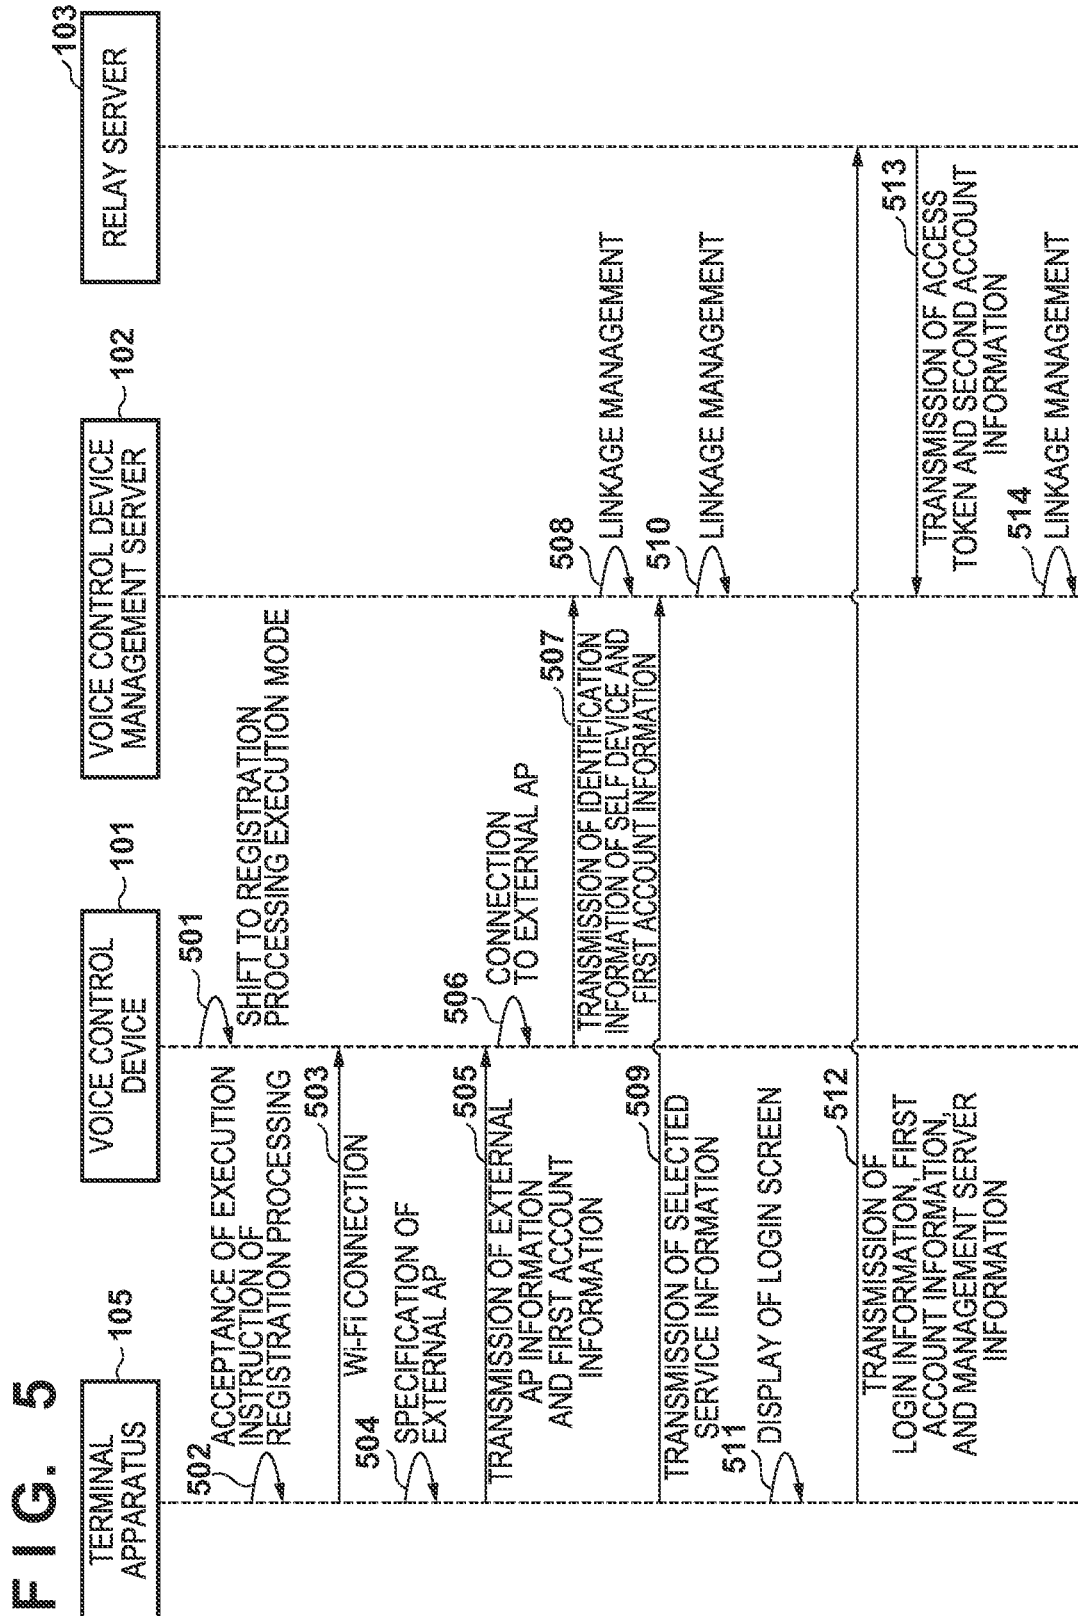 FIG. 5
TERMINAL
APPARATUS
105
VOICE CONTROL
DEVICE
101
VOICE CONTROL DEVICE
MANAGEMENT SERVER
102
RELAY SERVER
103
501
SHIFT TO REGISTRATION
PROCESSING EXECUTION MODE
502
ACCEPTANCE OF EXECUTION
INSTRUCTION OF
REGISTRATION PROCESSING
503
Wi-Fi CONNECTION
504
SPECIFICATION OF
EXTERNAL AP
505
TRANSMISSION OF EXTERNAL
AP INFORMATION
AND FIRST ACCOUNT
INFORMATION
506
CONNECTION
TO EXTERNAL AP
507
TRANSMISSION OF IDENTIFICATION
INFORMATION OF SELF DEVICE AND
FIRST ACCOUNT INFORMATION
508
LINKAGE MANAGEMENT
509
TRANSMISSION OF SELECTED
SERVICE INFORMATION
510
LINKAGE MANAGEMENT
511
DISPLAY OF LOGIN SCREEN
512
TRANSMISSION OF
LOGIN INFORMATION, FIRST
ACCOUNT INFORMATION,
AND MANAGEMENT SERVER
INFORMATION
513
TRANSMISSION OF ACCESS
TOKEN AND SECOND ACCOUNT
INFORMATION
514
LINKAGE MANAGEMENT